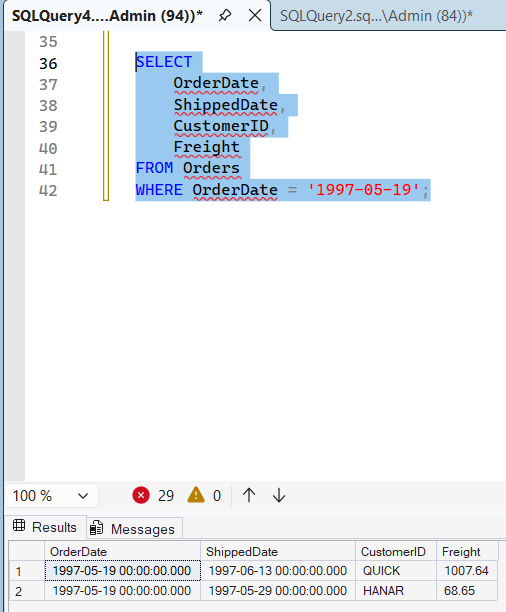 SQLQuery4....Admin (94))*
SQLQuery2.sq...\Admin (84))*
35
36 SELECT
37 OrderDate,
38 ShippedDate,
39 CustomerID,
40 Freight
41 FROM Orders
42 WHERE OrderDate = '1997-05-19';
100 % 29 0
Results Messages
OrderDate ShippedDate CustomerID Freight
1 1997-05-19 00:00:00.000 1997-06-13 00:00:00.000 QUICK 1007.64
2 1997-05-19 00:00:00.000 1997-05-29 00:00:00.000 HANAR 68.65